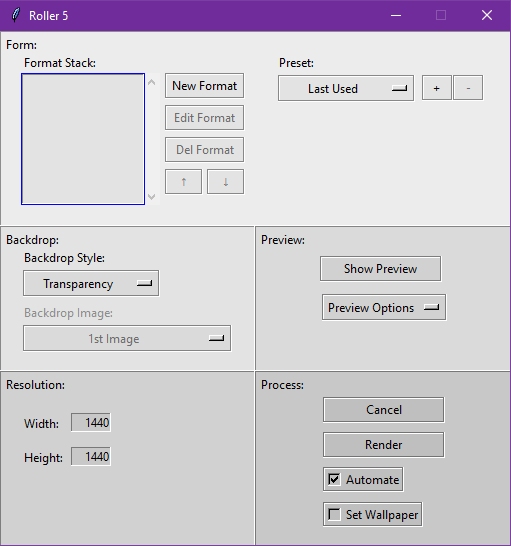 Roller 5
Form:
Format Stack:
New Format
Edit Format
Del Format
↑ ↓
Preset:
Last Used + -
Backdrop:
Backdrop Style:
Transparency
Backdrop Image:
1st Image
Preview:
Show Preview
Preview Options
Resolution:
Width: 1440
Height: 1440
Process:
Cancel
Render
Automate
Set Wallpaper